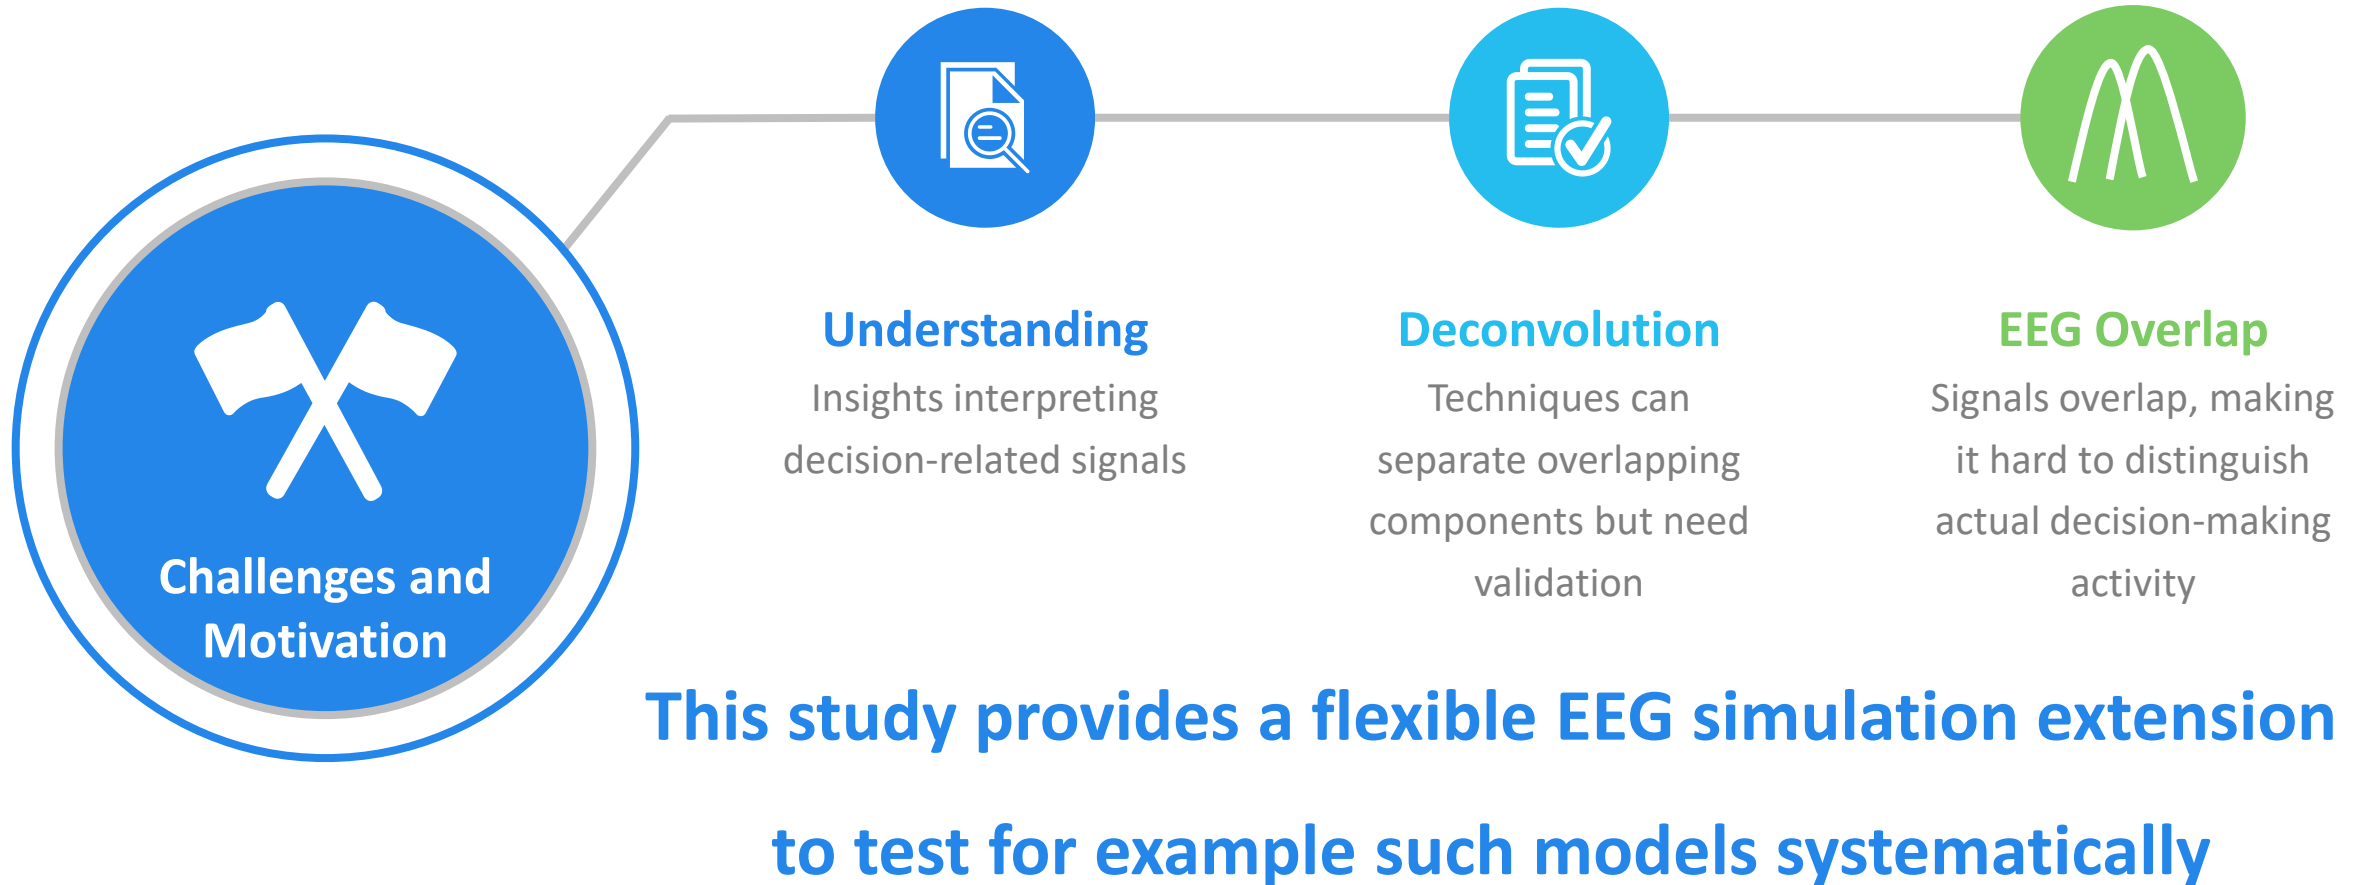 Challenges and
Motivation
Understanding
Insights interpreting
decision-related signals
Deconvolution
Techniques can
separate overlapping
components but need
validation
EEG Overlap
Signals overlap, making
it hard to distinguish
actual decision-making
activity
This study provides a flexible EEG simulation extension
to test for example such models systematically